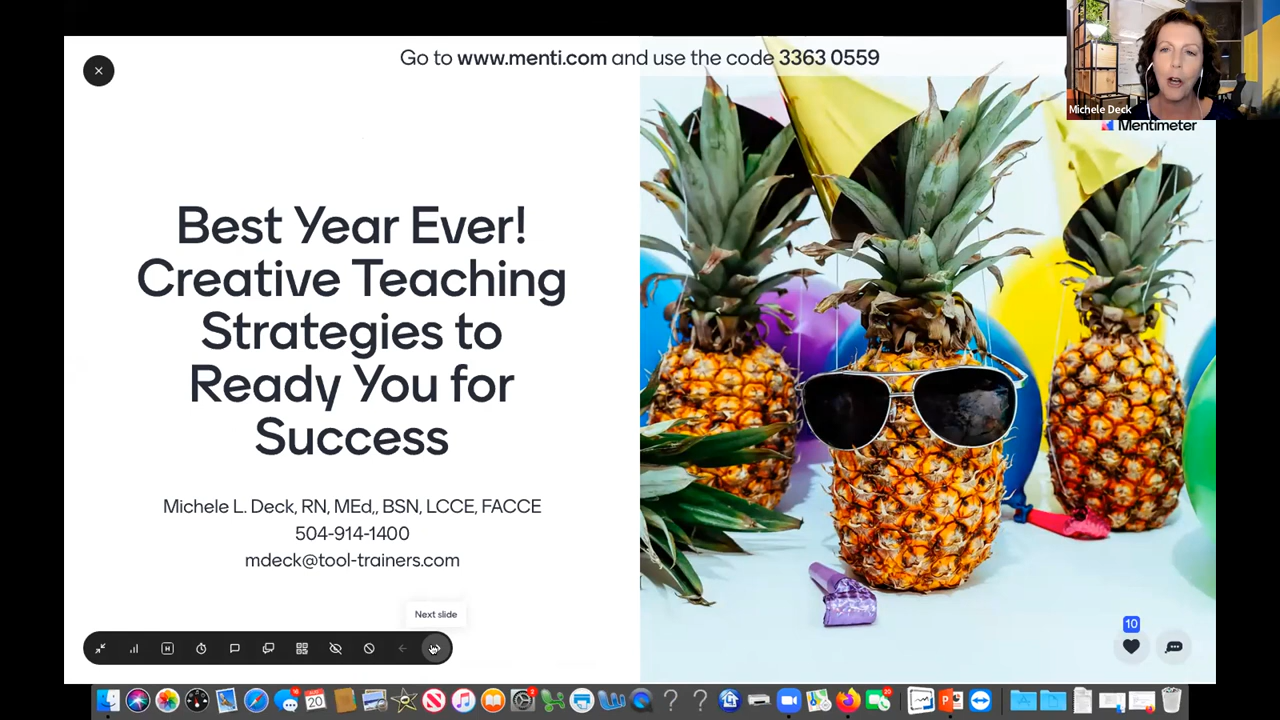 Go to www.menti.com and use the code 3363 0559
Michele Deck
Mentimeter
Best Year Ever!
Creative Teaching
Strategies to
Ready You for
Success
Michele L. Deck, RN, MEd,, BSN, LCCE, FACCE
504-914-1400
mdeck@tool-trainers.com
Next slide
H
10
20